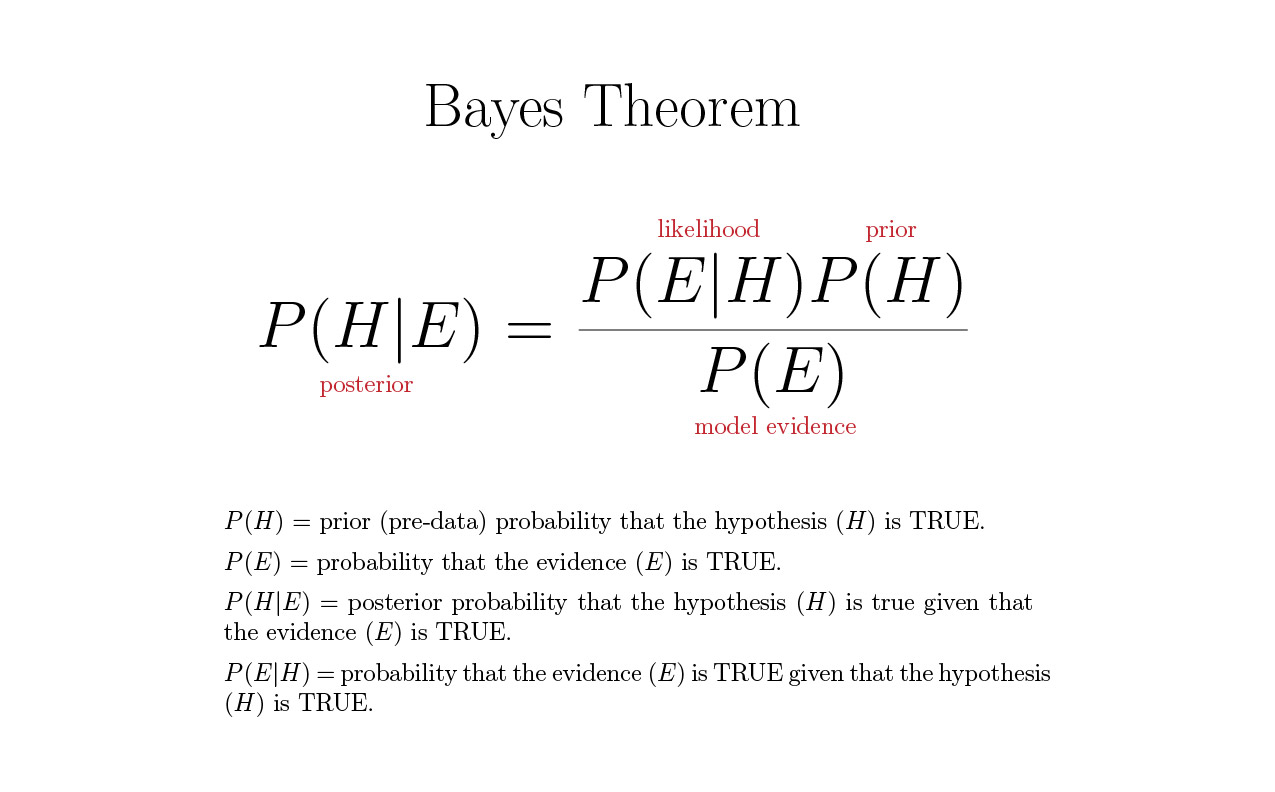 Bayes Theorem
likelihood prior
P(E|H)P(H)
P(H|E) =
P(E)
posterior
model evidence
P(H) = prior (pre-data) probability that the hypothesis (H) is TRUE.
P(E) = probability that the evidence (E) is TRUE.
P(H|E) = posterior probability that the hypothesis (H) is true given that
the evidence (E) is TRUE.
P(E|H) = probability that the evidence (E) is TRUE given that the hypothesis
(H) is TRUE.